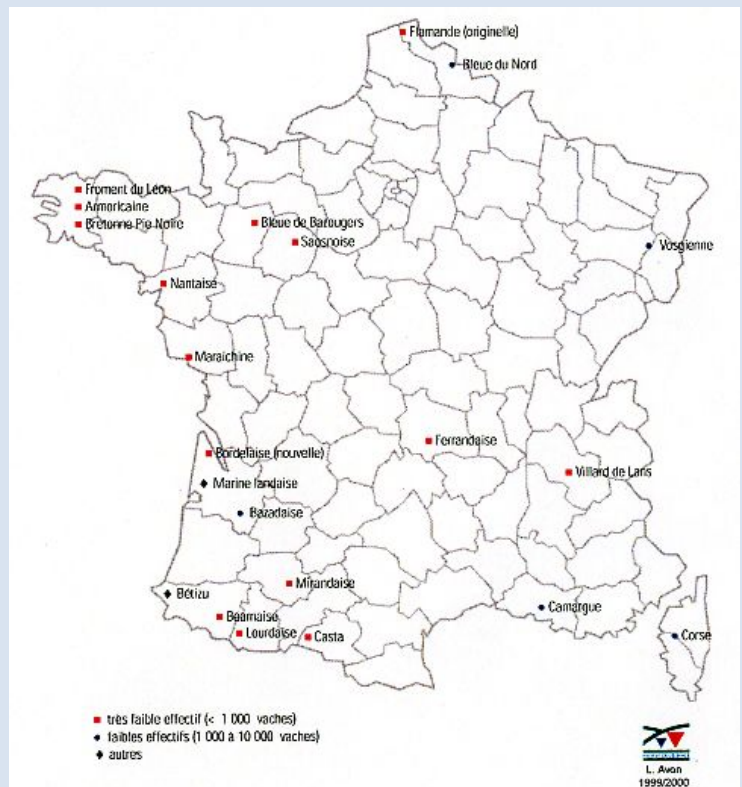 Flamande (originelle)
Bleue du Nord
Froment du Léon
Armoricaine
Bretonne Pie Noire
Bleue de Bazougers
Saosnoise
Vosgienne
Nantaise
Maraichine
Ferrandaise
Bordelaise (nouvelle)
Villard de Lans
Marine landaise
Bazadaise
Mirandaise
Bétizu
Camargue
Béarnaise
Lourdaise
Casta
Corse
très faible effectif (< 1 000 vaches)
faibles effectifs (1 000 à 10 000 vaches)
autres
L. Avon
1999/2000